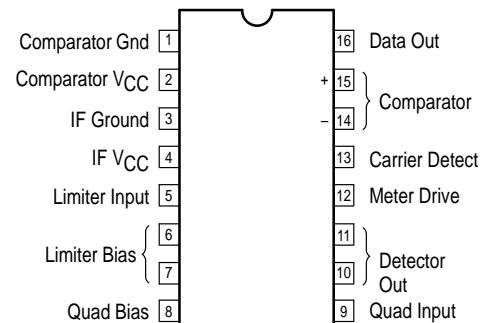 Comparator Gnd 1
Comparator VCC 2
IF Ground 3
IF VCC 4
Limiter Input 5
Limiter Bias
6
7
Quad Bias 8
16 Data Out
+ 15
Comparator
– 14
13 Carrier Detect
12 Meter Drive
11
Detector
Out
10
9 Quad Input